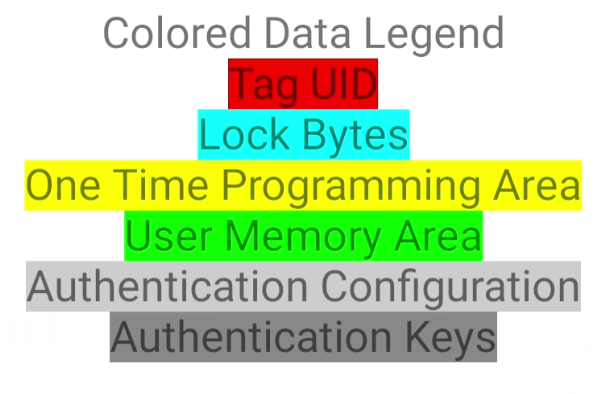 Colored Data Legend
Tag UID
Lock Bytes
One Time Programming Area
User Memory Area
Authentication Configuration
Authentication Keys